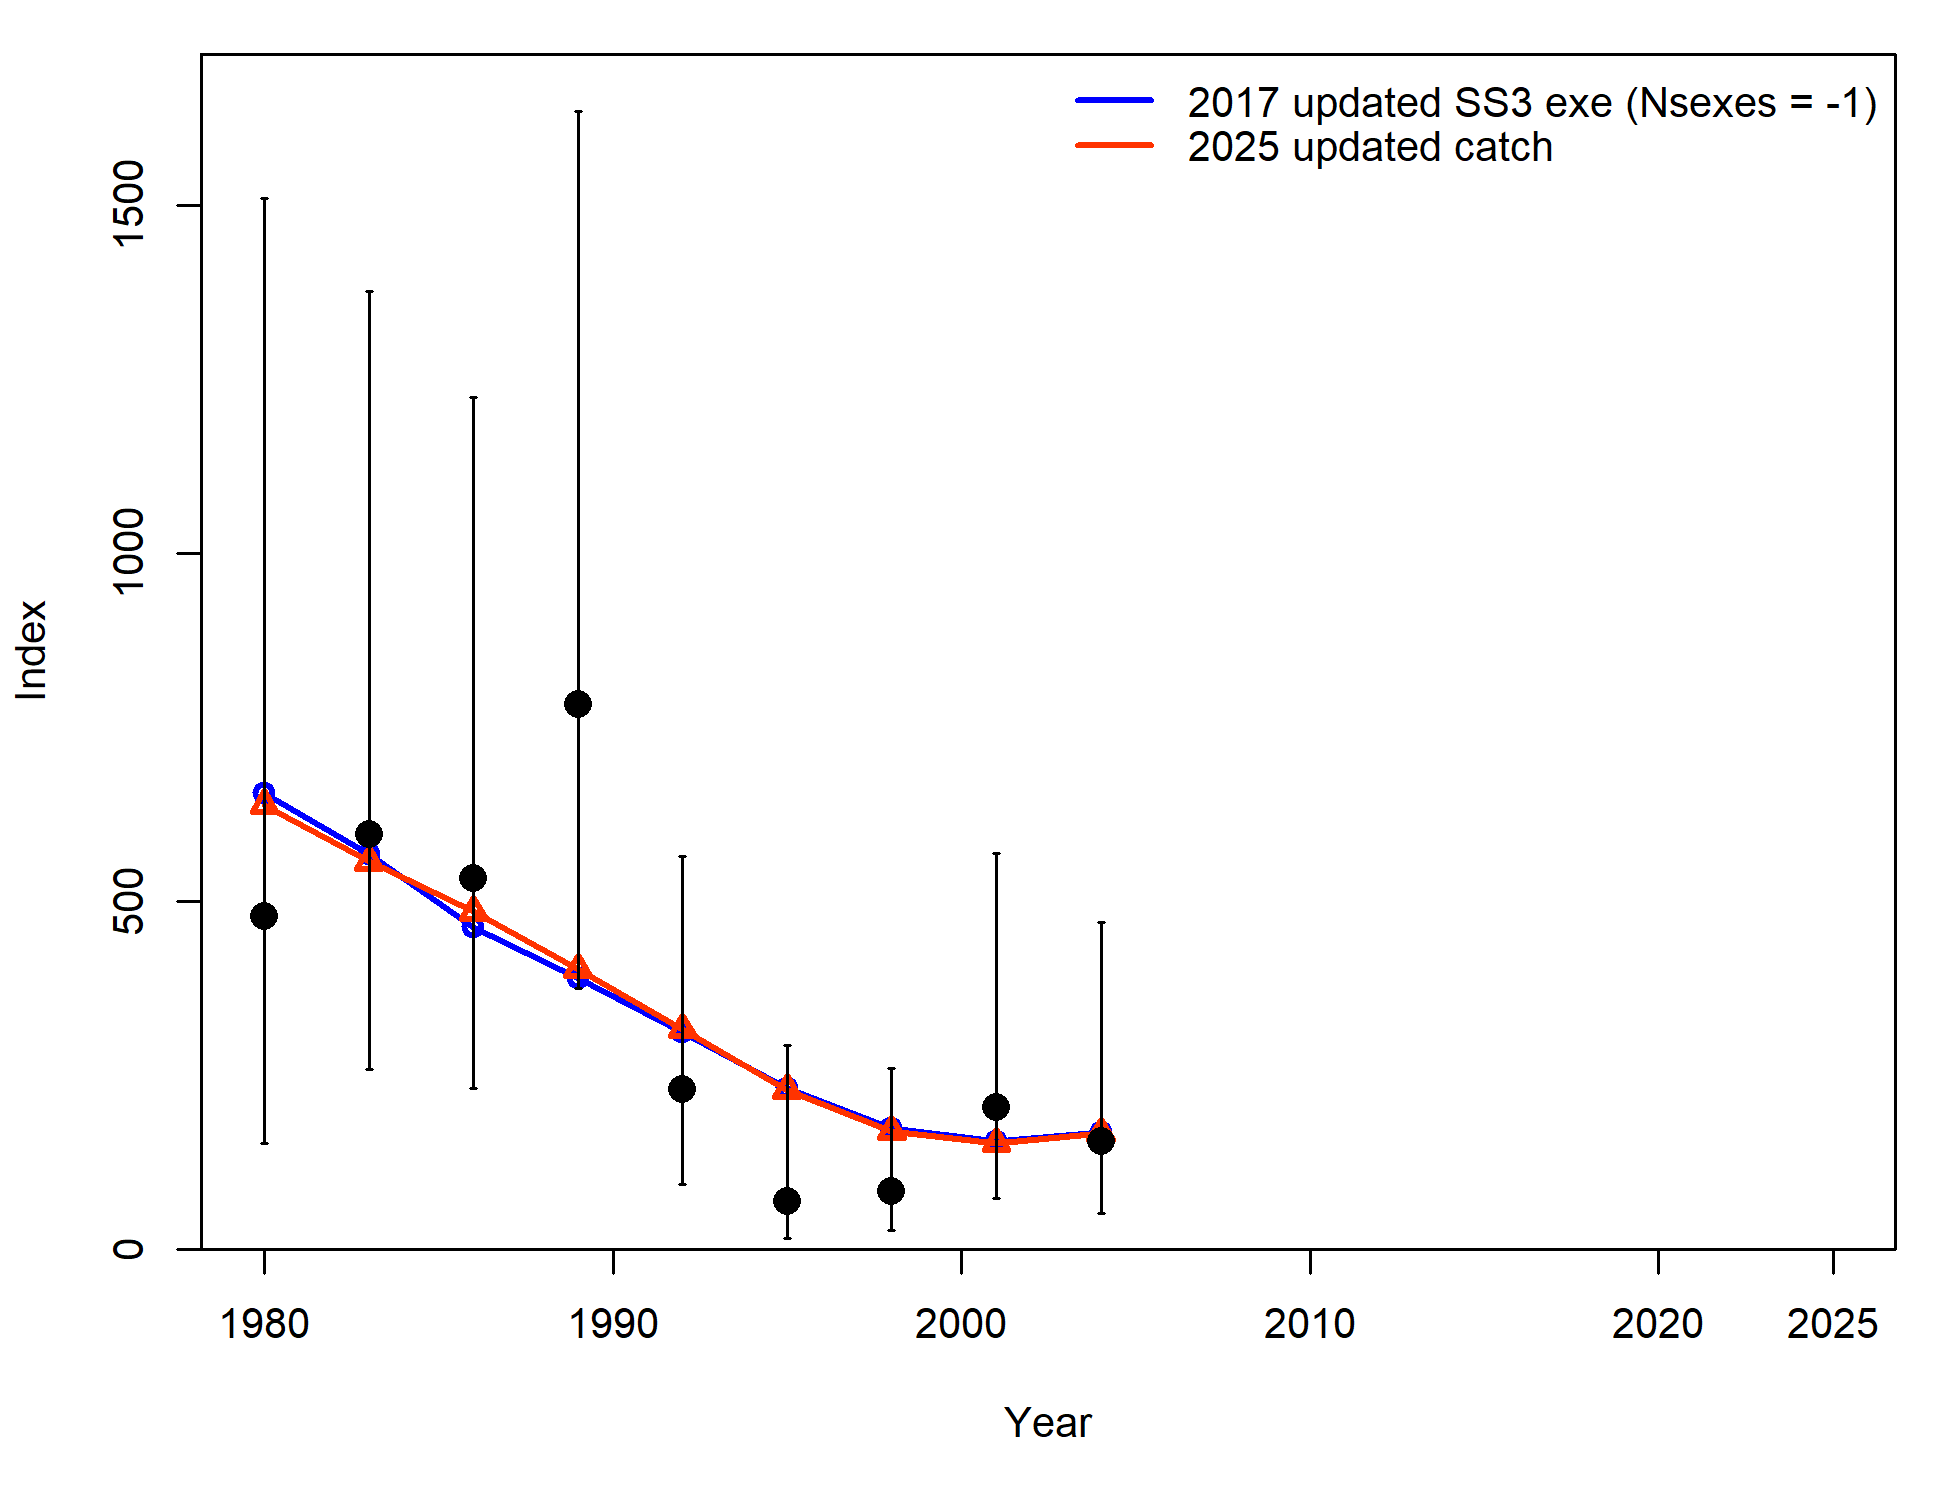 2017 updated SS3 exe (Nsexes = -1)
2025 updated catch
1500
1000
500
0
Index
1980 1990 2000 2010 2020 2025
Year